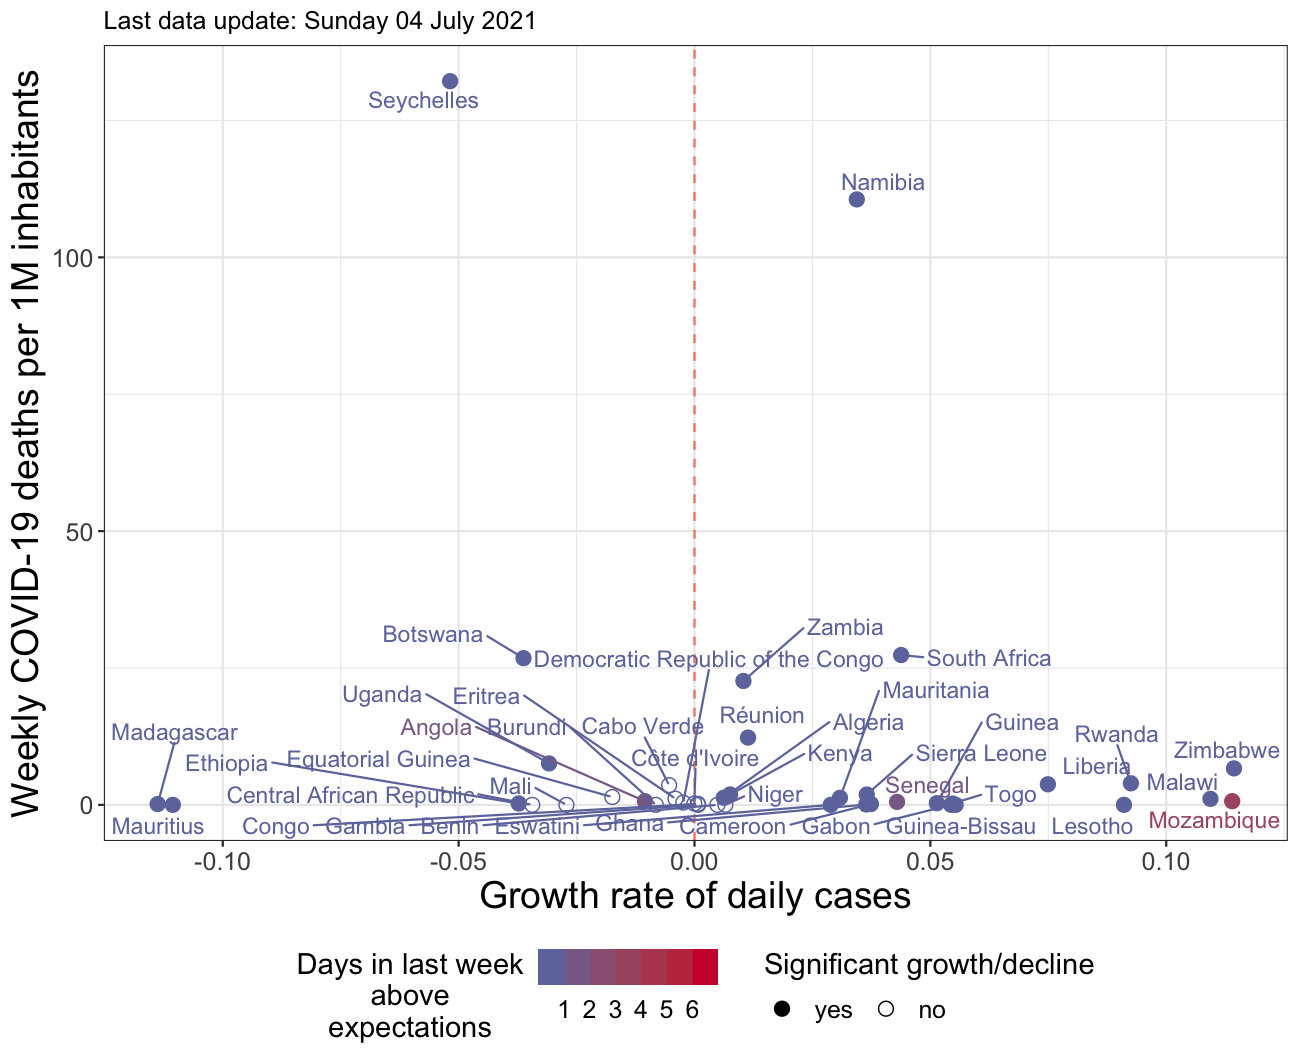 Last data update: Sunday 04 July 2021
Weekly COVID-19 deaths per 1M inhabitants
100
50
0
Seychelles
Namibia
Zambia
Botswana
Democratic Republic of the Congo
South Africa
Uganda
Eritrea
Mauritania
Réunion
Angola
Burundi
Cabo Verde
Algeria
Guinea
Madagascar
Rwanda
Zimbabwe
Ethiopia
Equatorial Guinea
Côte d'Ivoire
Kenya
Sierra Leone
Liberia
Mali
Senegal
Malawi
Central African Republic
Niger
Togo
Mauritius
Congo
Gambia
Benin
Eswatini
Ghana
Cameroon
Gabon
Guinea-Bissau
Lesotho
Mozambique
-0.10
-0.05
0.00
0.05
0.10
Growth rate of daily cases
Days in last week
above
expectations
1 2 3 4 5 6
Significant growth/decline
yes
no